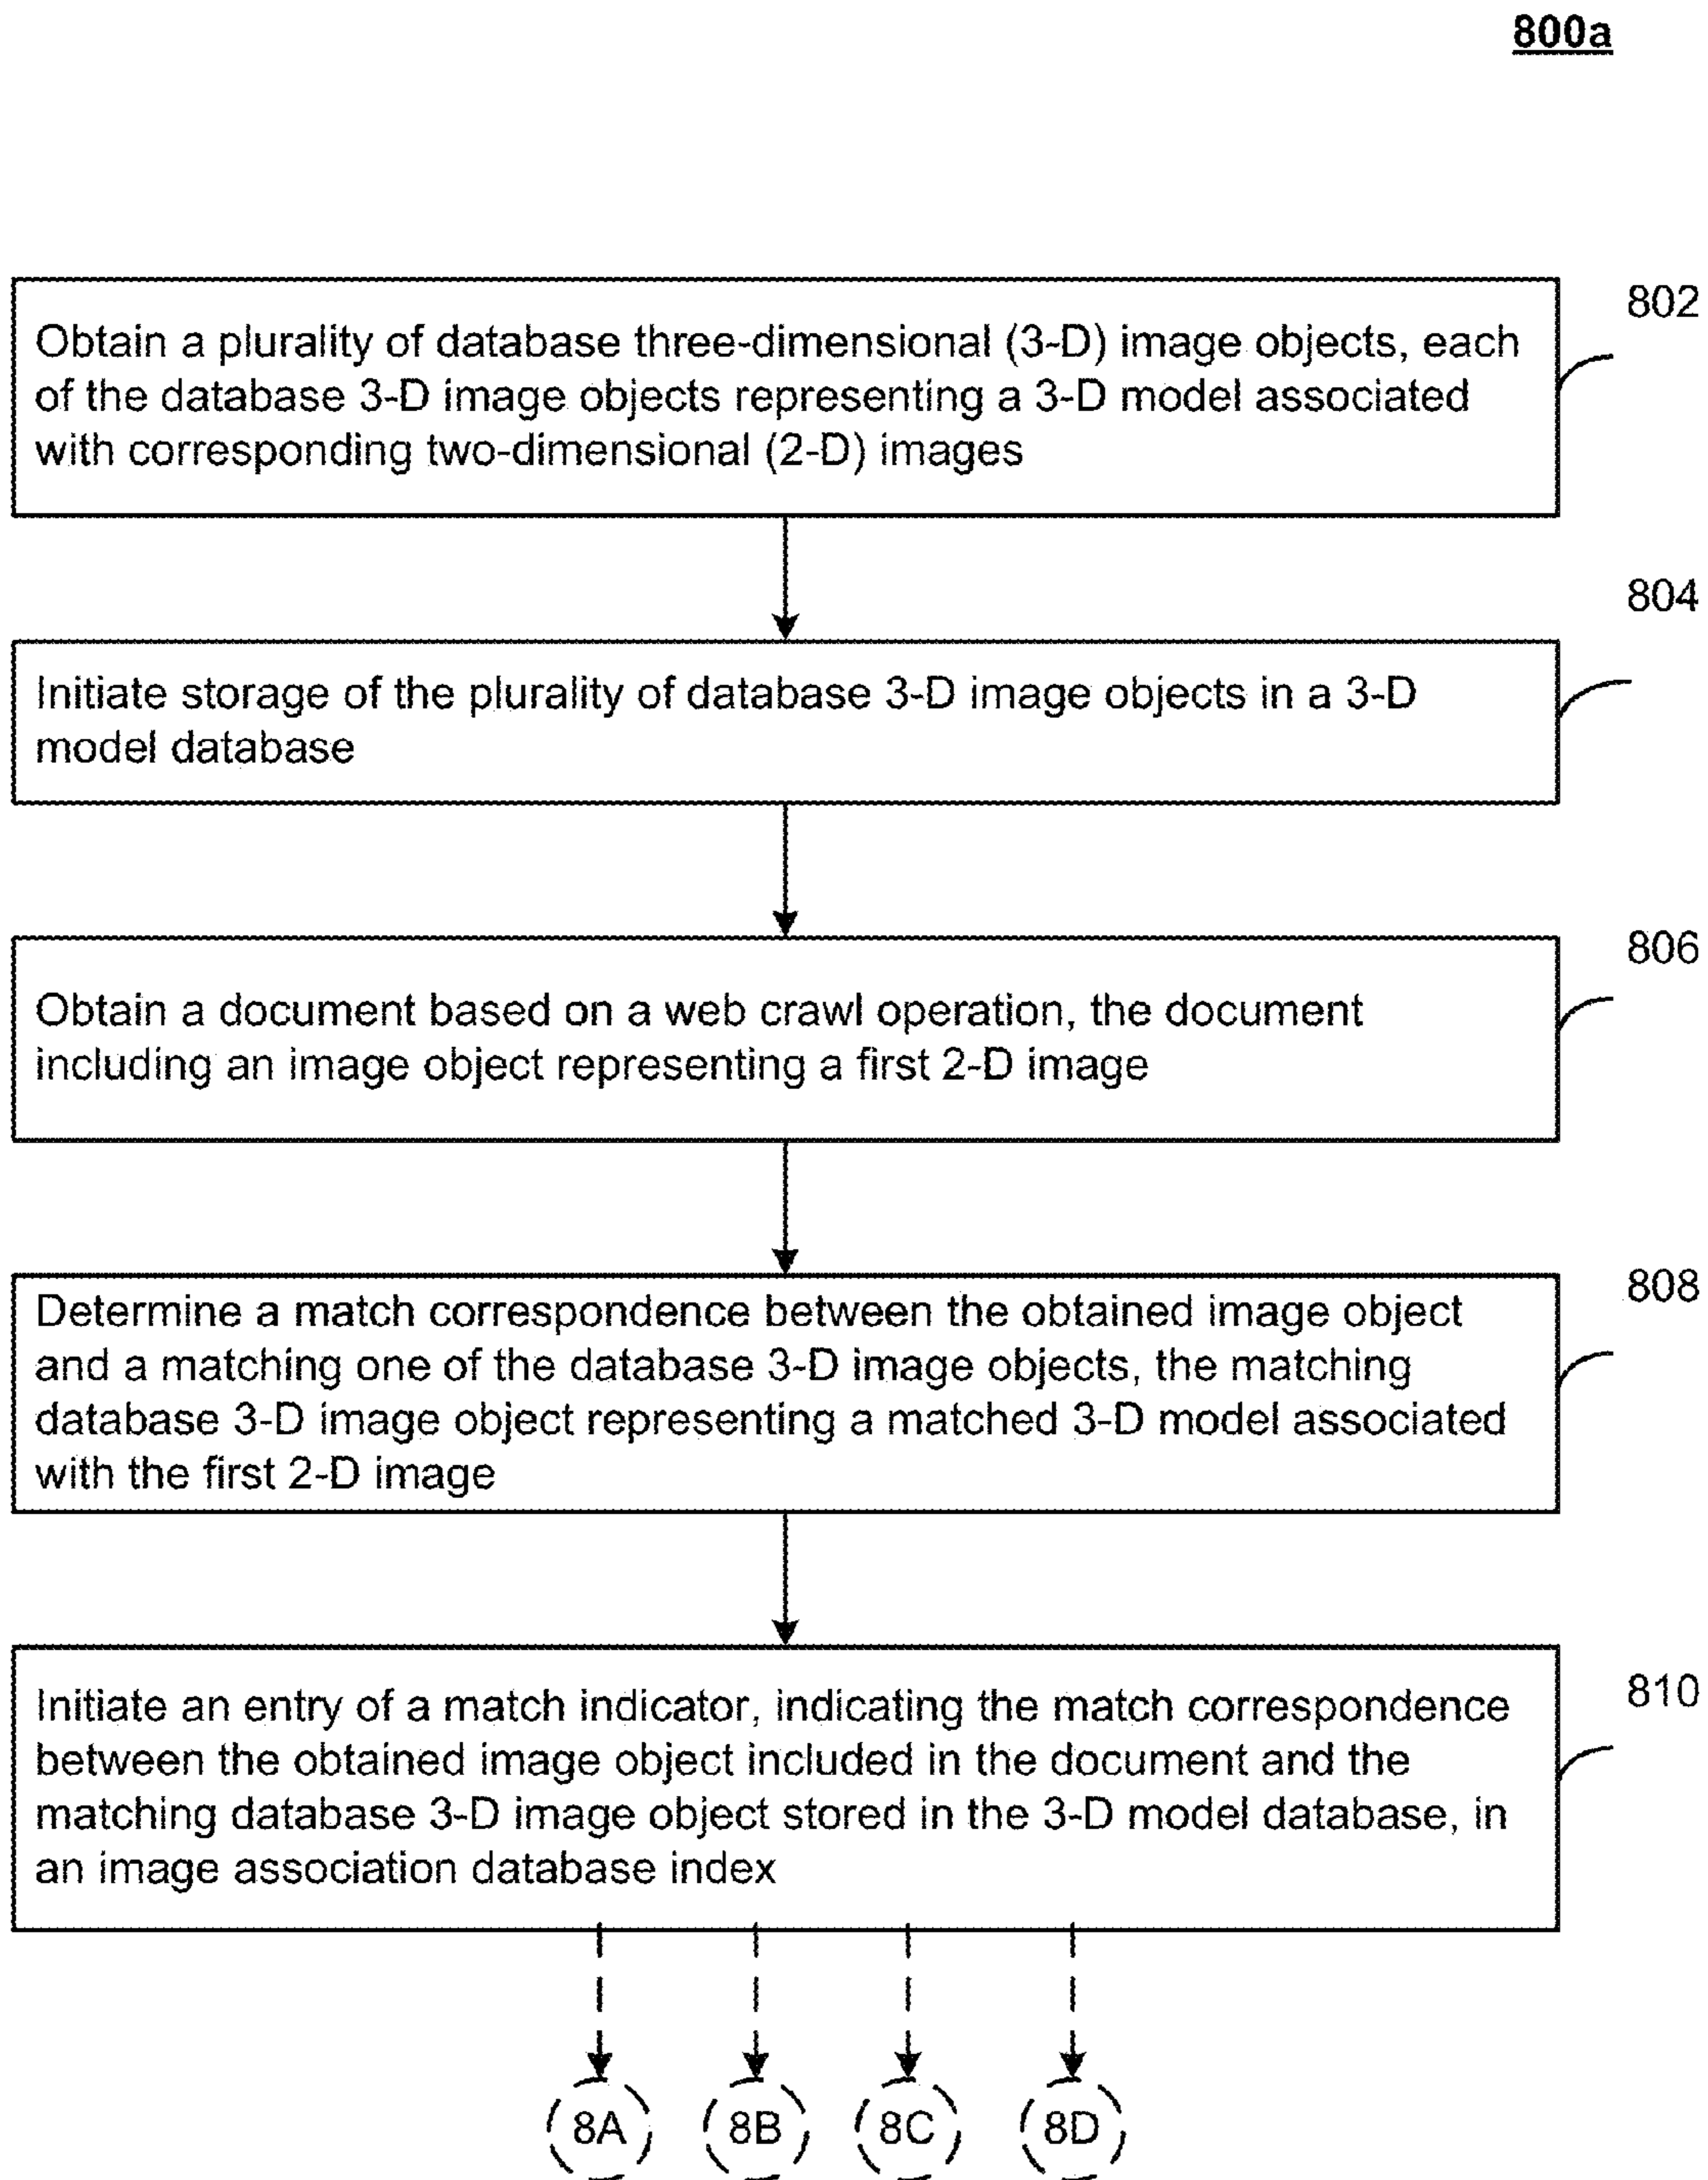 800a
802
Obtain a plurality of database three-dimensional (3-D) image objects, each
of the database 3-D image objects representing a 3-D model associated
with corresponding two-dimensional (2-D) images
804
Initiate storage of the plurality of database 3-D image objects in a 3-D
model database
806
Obtain a document based on a web crawl operation, the document
including an image object representing a first 2-D image
808
Determine a match correspondence between the obtained image object
and a matching one of the database 3-D image objects, the matching
database 3-D image object representing a matched 3-D model associated
with the first 2-D image
810
Initiate an entry of a match indicator, indicating the match correspondence
between the obtained image object included in the document and the
matching database 3-D image object stored in the 3-D model database, in
an image association database index
8A 8B 8C 8D